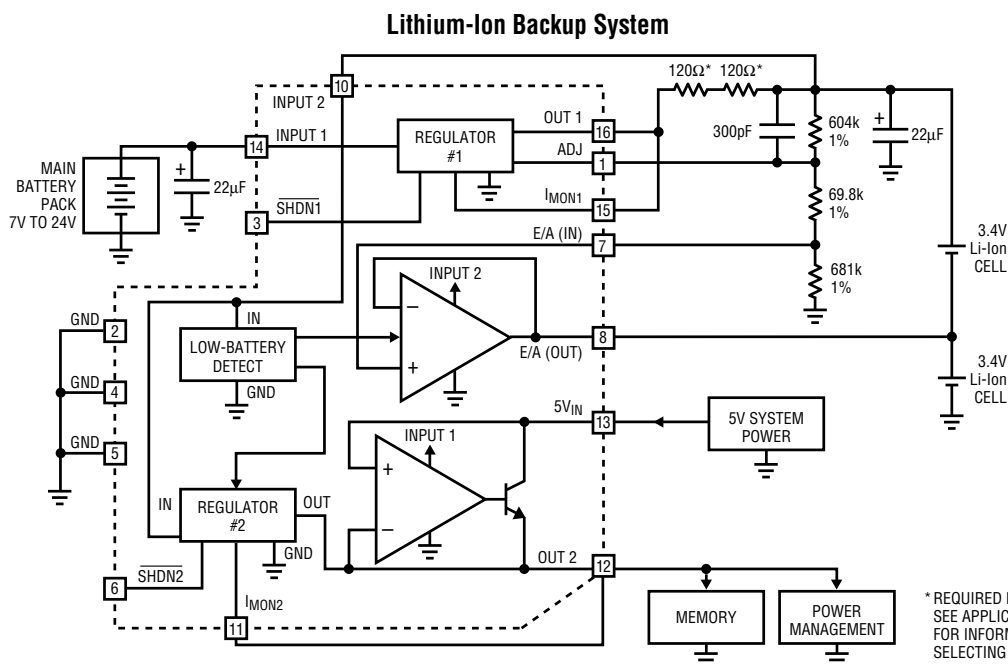 Lithium-Ion Backup System
120Ω* 120Ω*
10
INPUT 2
INPUT 1
14
REGULATOR
#1
OUT 1
16
ADJ
1
IMON1
15
300pF
604k
1%
+
22µF
MAIN
BATTERY
PACK
7V TO 24V
+
22µF
SHDN1
3
69.8k
1%
E/A (IN)
7
681k
1%
3.4V
Li-Ion
CELL
INPUT 2
−
+
E/A (OUT)
8
GND
2
GND
4
GND
5
IN
LOW-BATTERY
DETECT
GND
3.4V
Li-Ion
CELL
5VIN
13
5V SYSTEM
POWER
INPUT 1
+
−
IN
REGULATOR
#2
OUT
GND
OUT 2
12
SHDN2
6
IMON2
11
MEMORY
POWER
MANAGEMENT
* REQUIRED
SEE APPLIC
FOR INFORM
SELECTING